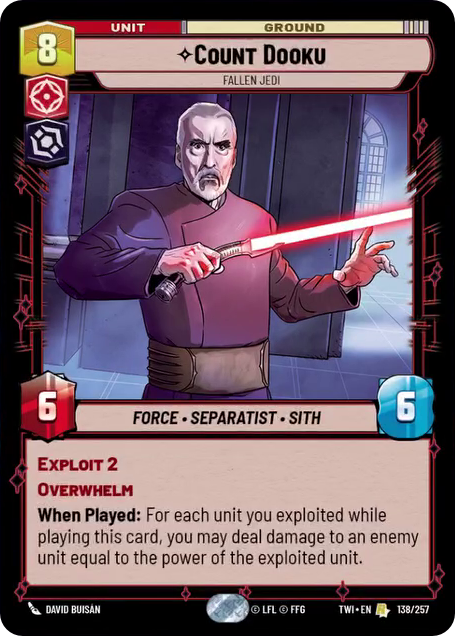 UNIT GROUND
8
✧COUNT DOOKU
FALLEN JEDI
6
FORCE • SEPARATIST • SITH
6
EXPLOIT 2
OVERWHELM
When Played: For each unit you exploited while
playing this card, you may deal damage to an enemy
unit equal to the power of the exploited unit.
DAVID BUISÁN © LFL © FFG TWI • EN R 138/257